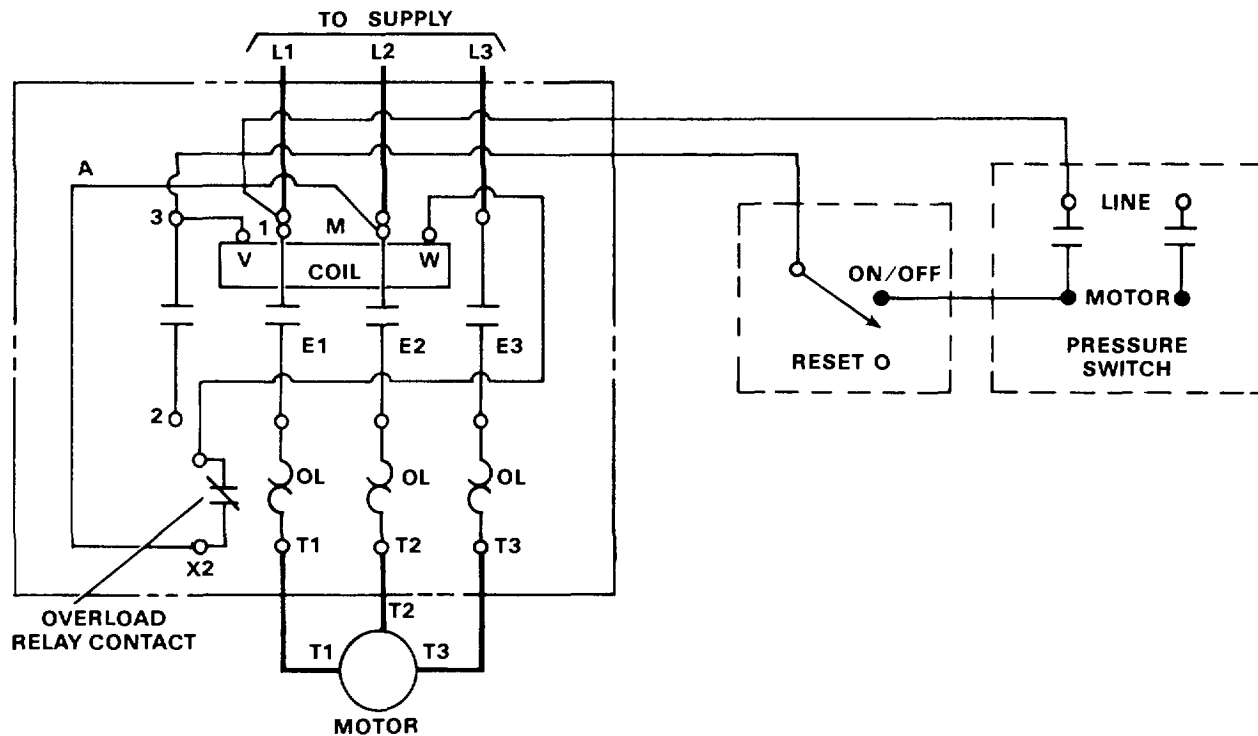 TO SUPPLY
L1 L2 L3
A
3 1 M
V COIL W
E1 E2 E3
2
OL OL OL
X2 T1 T2 T3
OVERLOAD
RELAY CONTACT
T2
T1 T3
MOTOR
ON/OFF
RESET O
LINE
MOTOR
PRESSURE
SWITCH